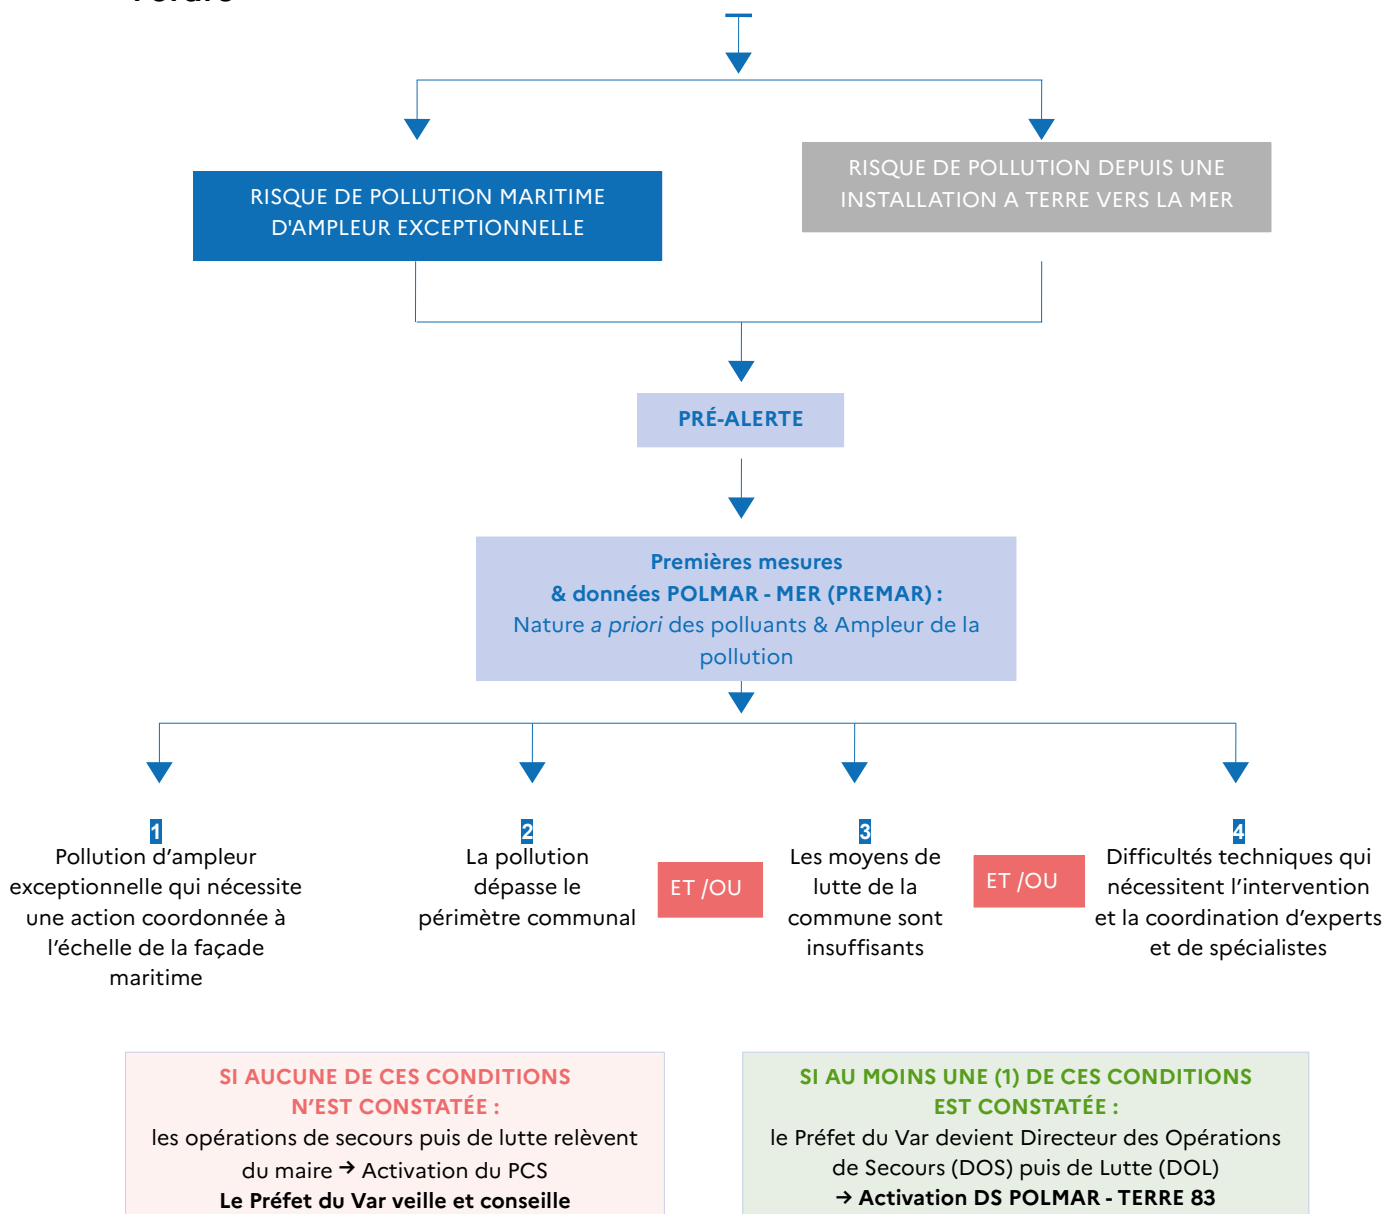 RISQUE DE POLLUTION MARITIME
D'AMPLEUR EXCEPTIONNELLE
RISQUE DE POLLUTION DEPUIS UNE
INSTALLATION A TERRE VERS LA MER
PRÉ-ALERTE
Premières mesures
& données POLMAR - MER (PREMAR) :
Nature a priori des polluants & Ampleur de la
pollution
1
Pollution d’ampleur
exceptionnelle qui nécessite
une action coordonnée à
l’échelle de la façade
maritime
2
La pollution
dépasse le
périmètre communal
ET /OU
3
Les moyens de
lutte de la
commune sont
insuffisants
ET /OU
4
Difficultés techniques qui
nécessitent l’intervention
et la coordination d’experts
et de spécialistes
SI AUCUNE DE CES CONDITIONS
N’EST CONSTATÉE :
les opérations de secours puis de lutte relèvent
du maire → Activation du PCS
Le Préfet du Var veille et conseille
SI AU MOINS UNE (1) DE CES CONDITIONS
EST CONSTATÉE :
le Préfet du Var devient Directeur des Opérations
de Secours (DOS) puis de Lutte (DOL)
→ Activation DS POLMAR - TERRE 83